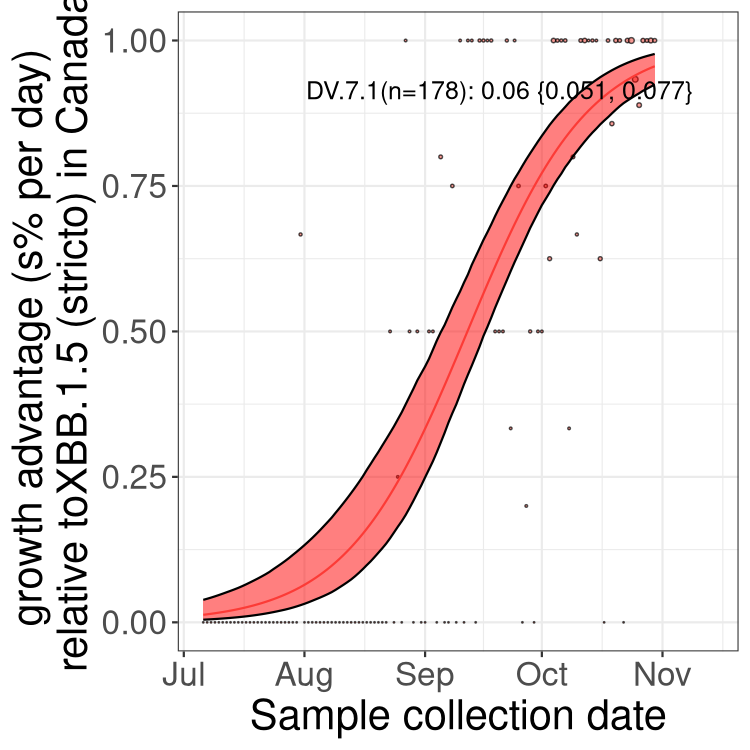 growth advantage (s% per day)
relative toXBB.1.5 (stricto) in Canada
1.00
0.75
0.50
0.25
0.00
DV.7.1(n=178): 0.06 {0.051, 0.077}
Jul Aug Sep Oct Nov
Sample collection date